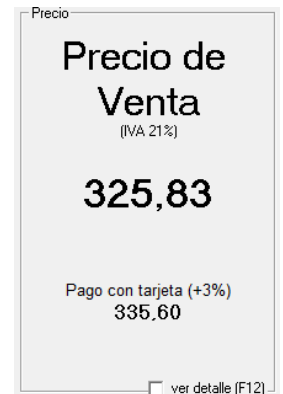 Precio
Precio de
Venta
(IVA 21%)
325,83
Pago con tarjeta (+3%)
335,60
ver detalle (F12)